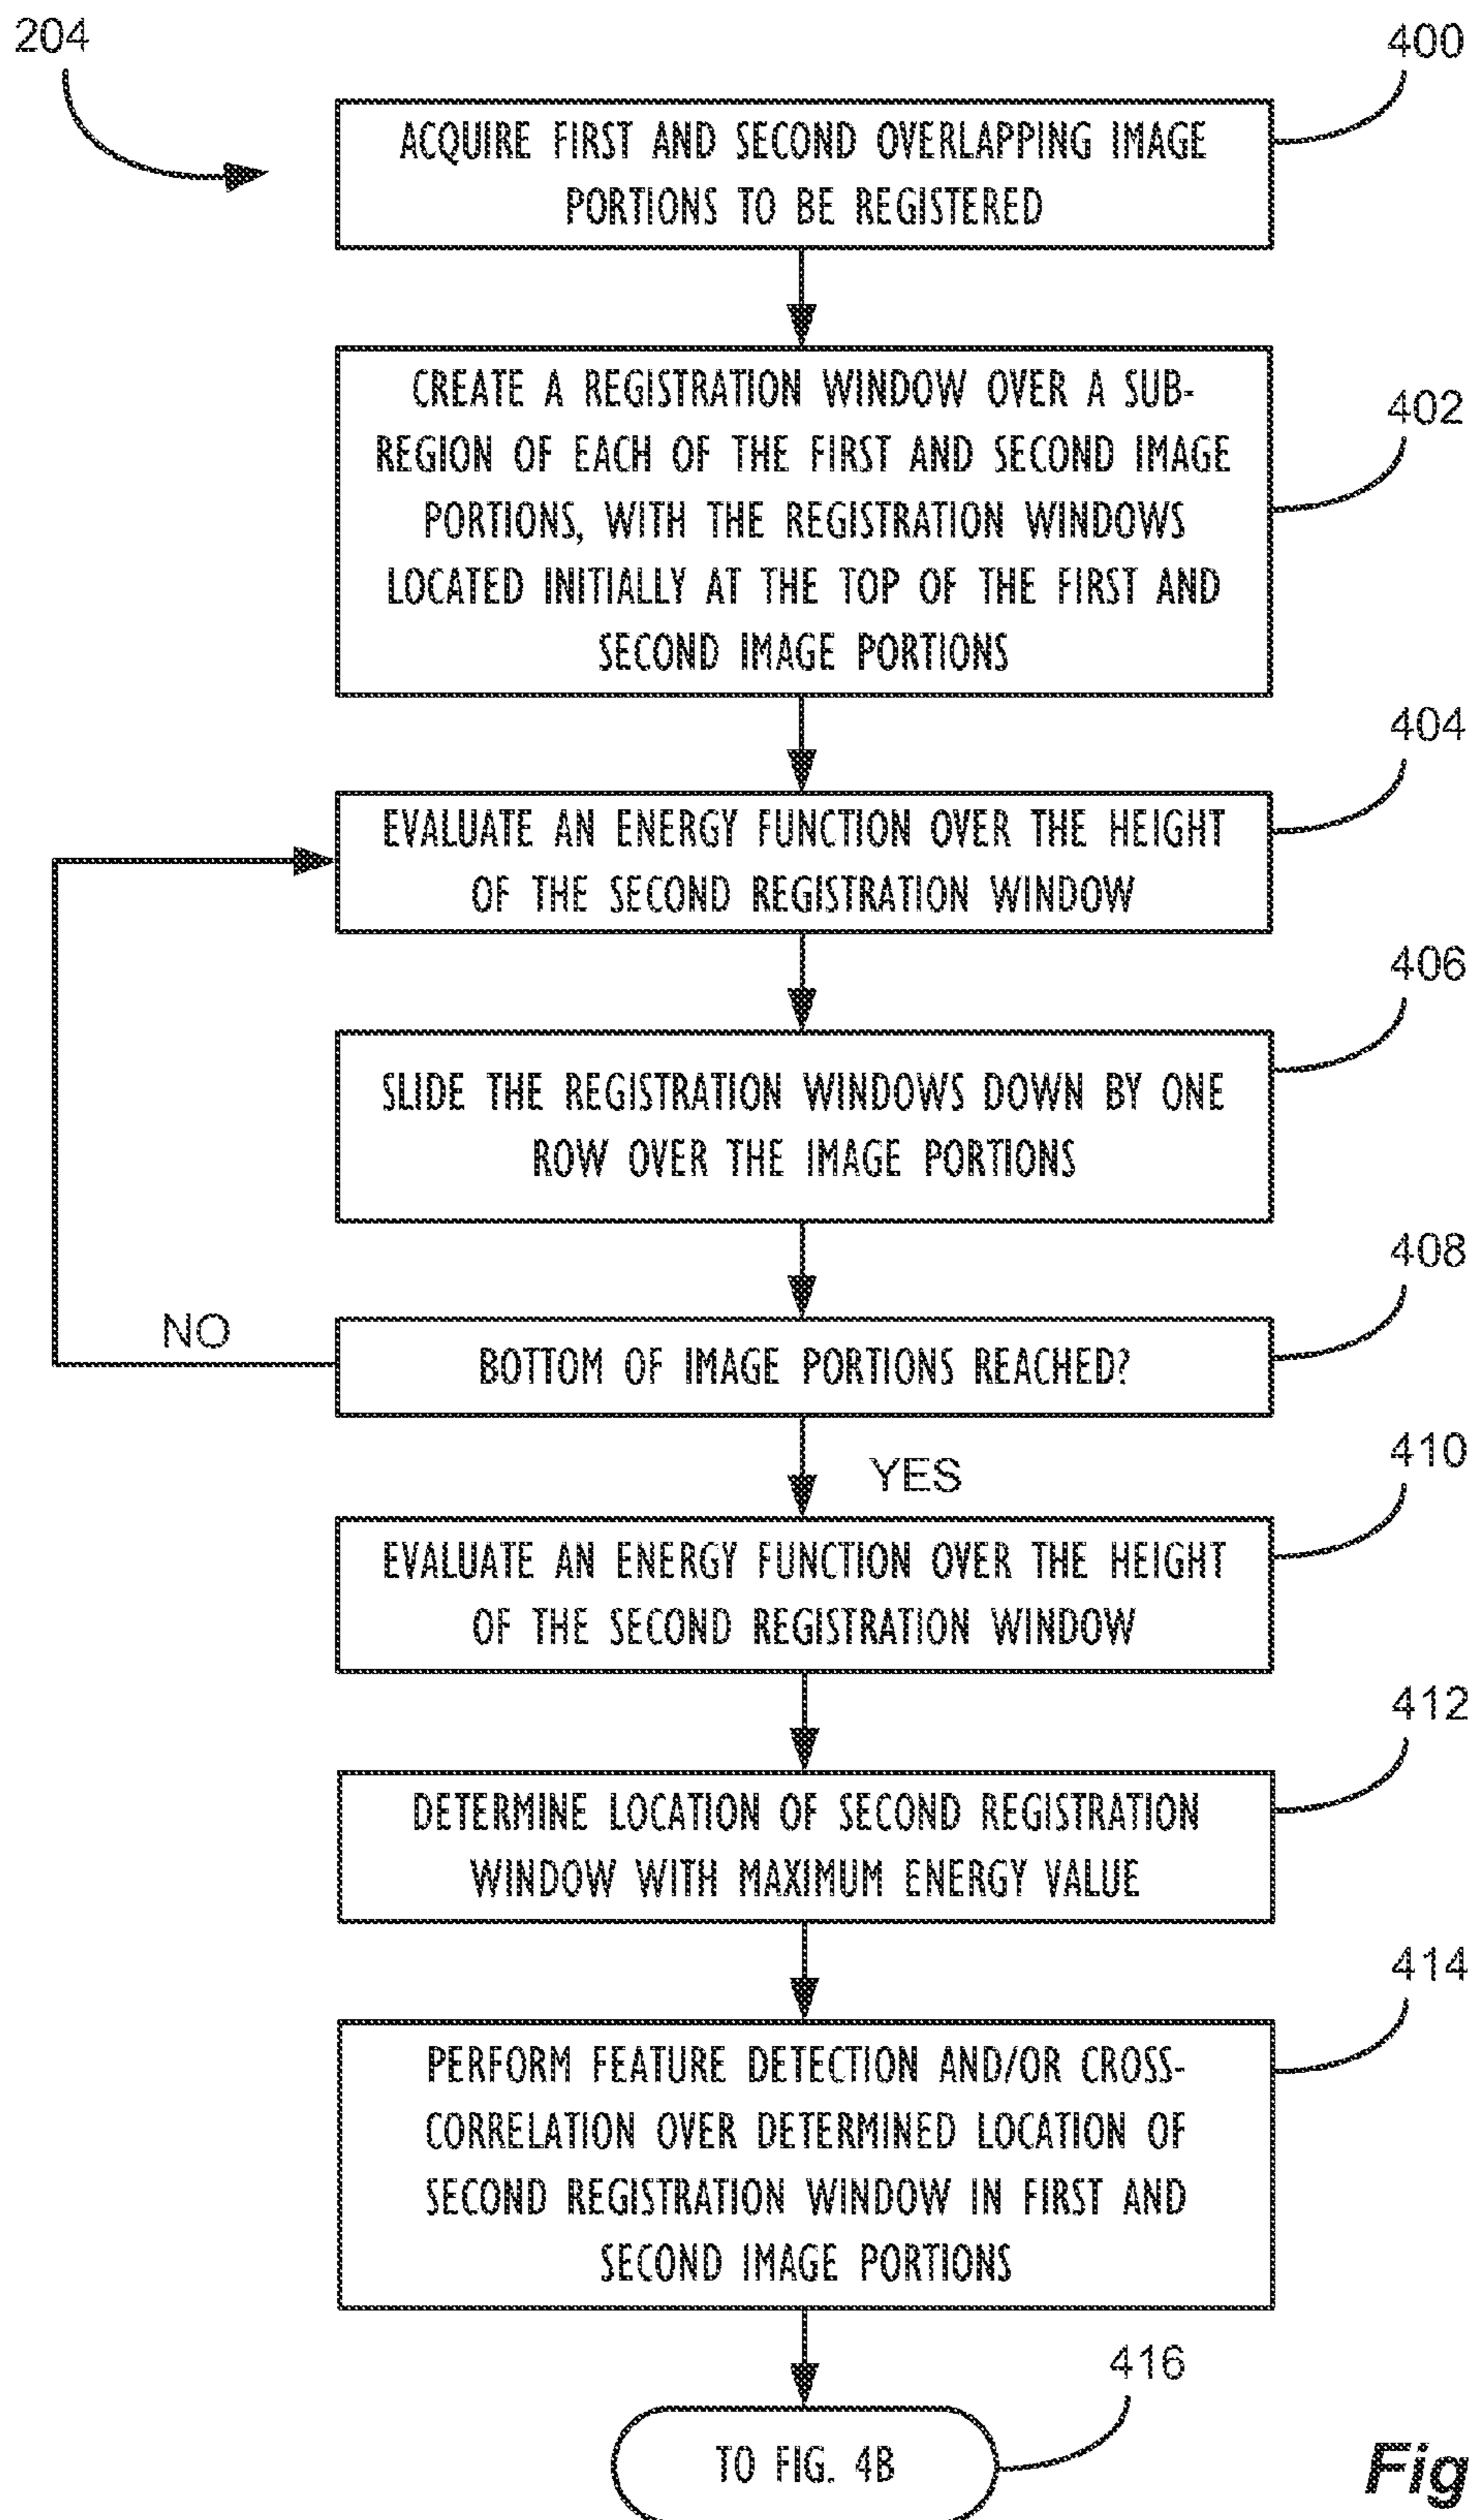 204
400
ACQUIRE FIRST AND SECOND OVERLAPPING IMAGE
PORTIONS TO BE REGISTERED
402
CREATE A REGISTRATION WINDOW OVER A SUB-
REGION OF EACH OF THE FIRST AND SECOND IMAGE
PORTIONS, WITH THE REGISTRATION WINDOWS
LOCATED INITIALLY AT THE TOP OF THE FIRST AND
SECOND IMAGE PORTIONS
404
EVALUATE AN ENERGY FUNCTION OVER THE HEIGHT
OF THE SECOND REGISTRATION WINDOW
406
SLIDE THE REGISTRATION WINDOWS DOWN BY ONE
ROW OVER THE IMAGE PORTIONS
408
NO
BOTTOM OF IMAGE PORTIONS REACHED?
YES
410
EVALUATE AN ENERGY FUNCTION OVER THE HEIGHT
OF THE SECOND REGISTRATION WINDOW
412
DETERMINE LOCATION OF SECOND REGISTRATION
WINDOW WITH MAXIMUM ENERGY VALUE
414
PERFORM FEATURE DETECTION AND/OR CROSS-
CORRELATION OVER DETERMINED LOCATION OF
SECOND REGISTRATION WINDOW IN FIRST AND
SECOND IMAGE PORTIONS
416
TO FIG. 4B
Fig